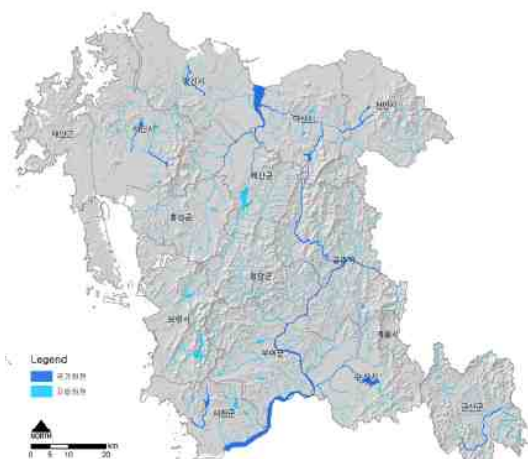 당진시
천안시
아산시
서산시
태안군
예산군
홍성군
공주시
청양군
보령시
계룡시
부여군
논산시
서천군
금산군
Legend
국가하천
지방하천
NORTH
0 5 10 20
km